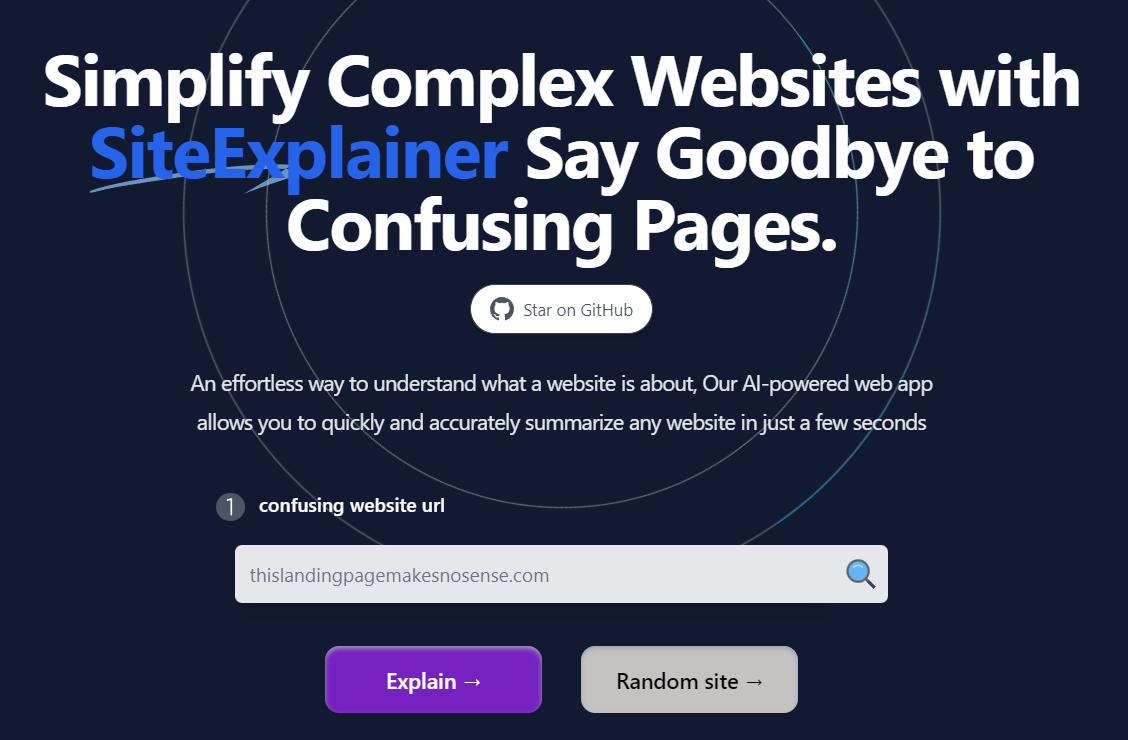 Simplify Complex Websites with
SiteExplainer Say Goodbye to
Confusing Pages.
Star on GitHub
An effortless way to understand what a website is about, Our AI-powered web app
allows you to quickly and accurately summarize any website in just a few seconds
1 confusing website url
thislandingpagemakesnosense.com
Explain →
Random site →